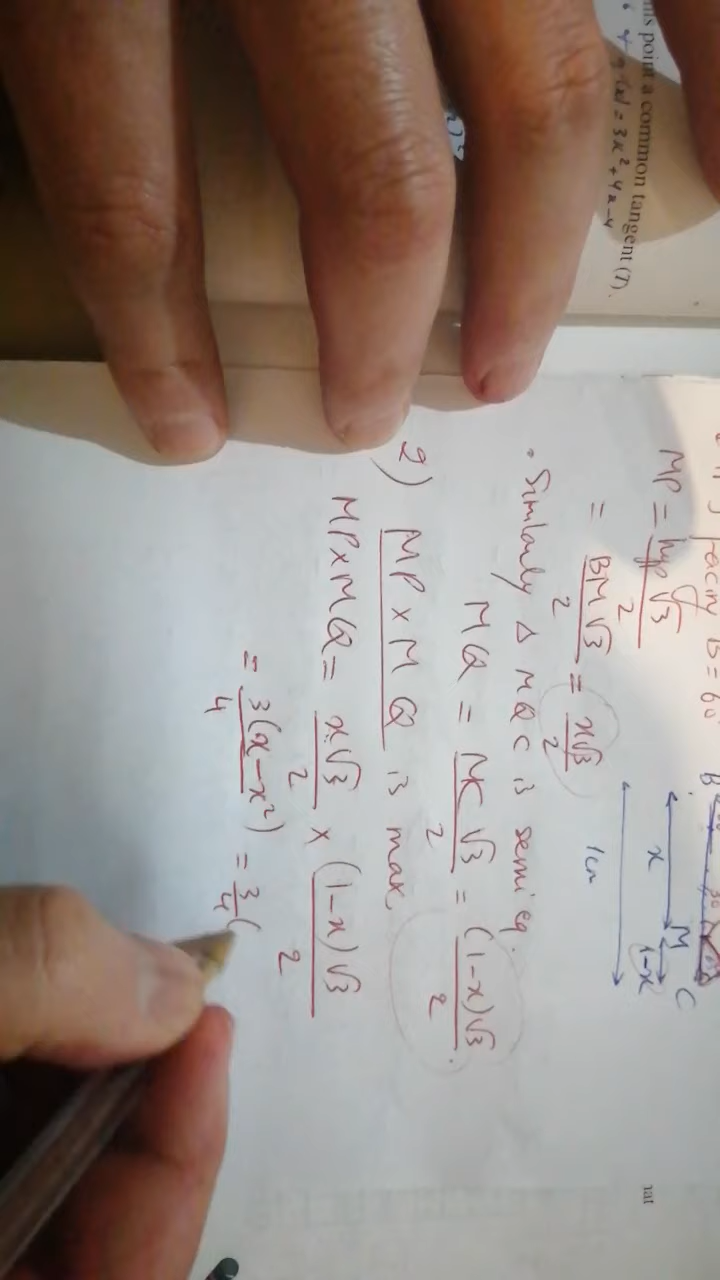 his point a common tangent (T).
g(x) = 3x² + 4x - 4
facing B = 60
MP = hyp √3 / 2
= BM √3 / 2 = x√3 / 2
• Similarly Δ MQC is semi eq.
MQ = MC √3 / 2 = (1-x)√3 / 2
2) MP × MQ is max.
MP × MQ = x√3 / 2 × (1-x)√3 / 2
= 3(x-x²) / 4 = 3/4 (
B
M
C
x
1-x
1cm